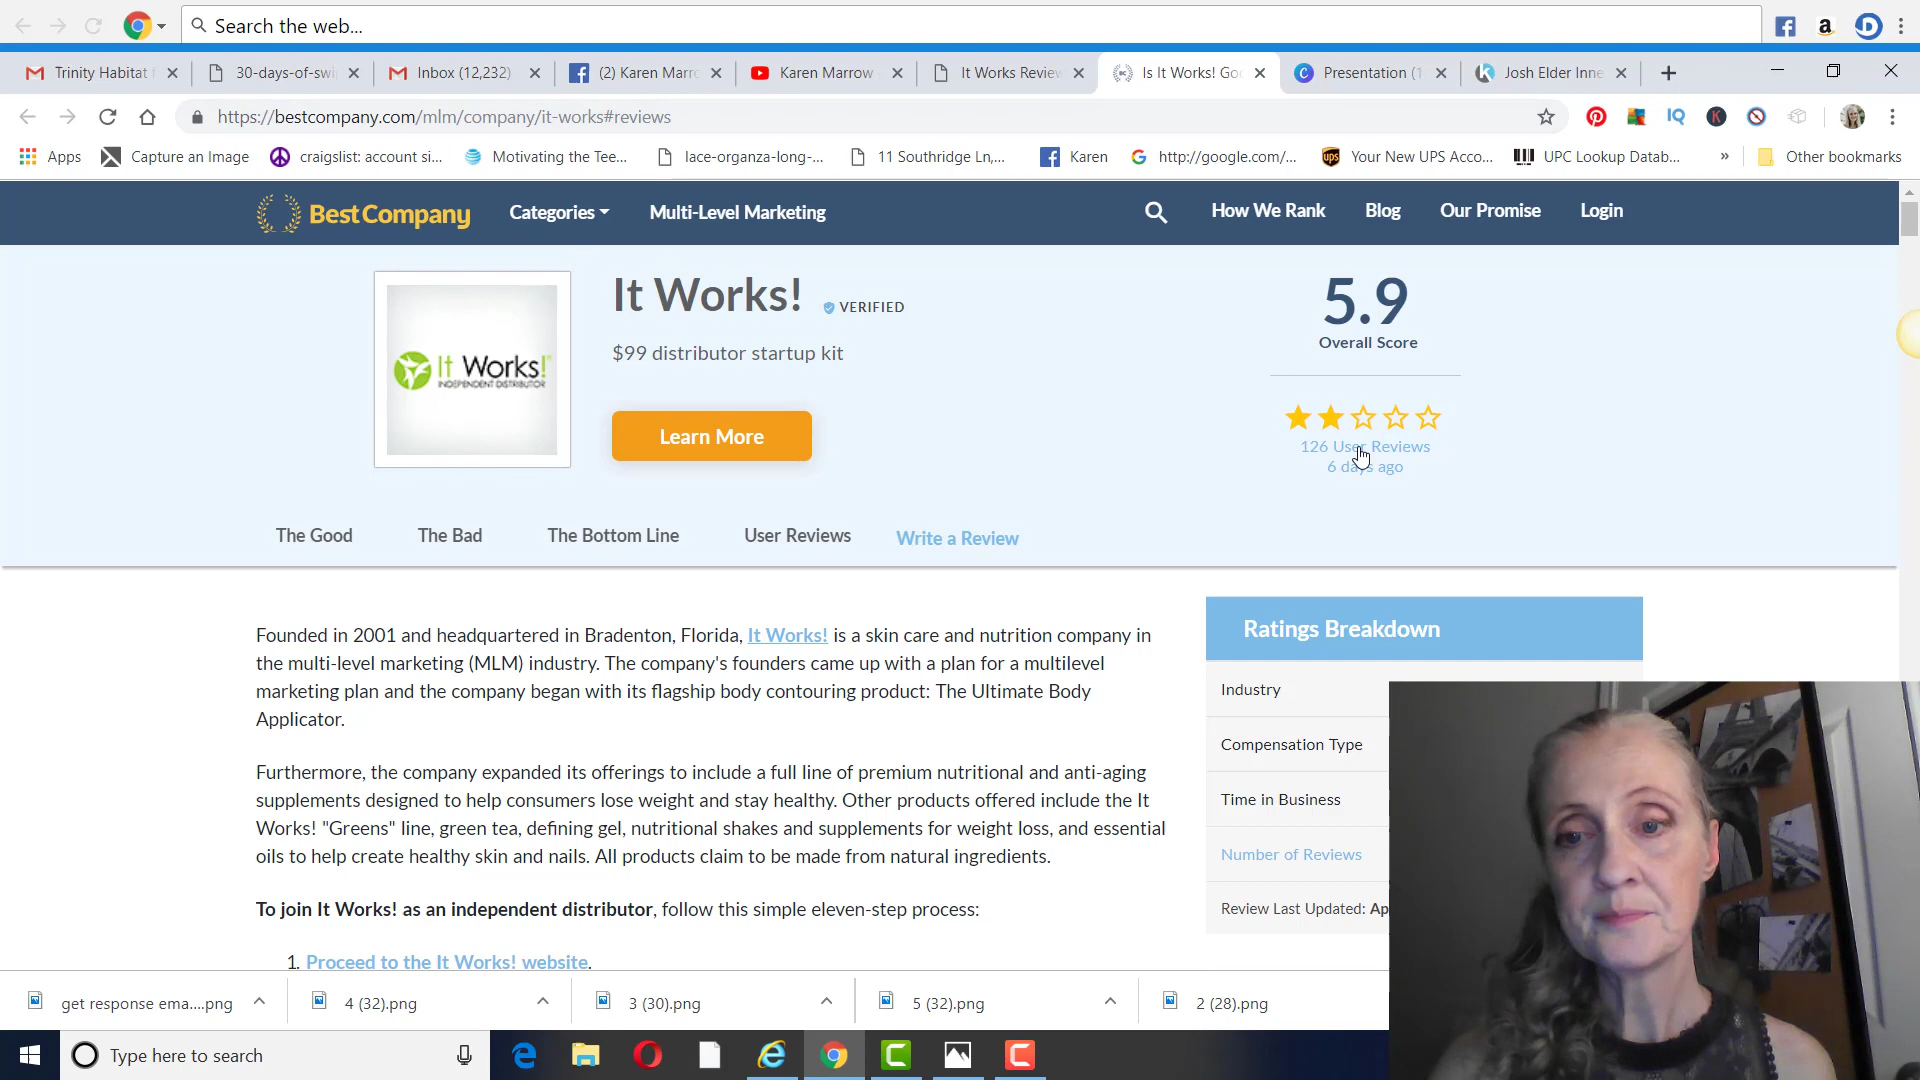 Search the web...
Trinity Habitat f
30-days-of-swi
Inbox (12,232)
(2) Karen Marro
Karen Marrow
It Works Review
Is It Works! Goo
Presentation (1
Josh Elder Inne
https://bestcompany.com/mlm/company/it-works#reviews
Apps
Capture an Image
craigslist: account si...
Motivating the Tee...
lace-organza-long-...
11 Southridge Ln,...
Karen
http://google.com/...
Your New UPS Acco...
UPC Lookup Datab...
»
Other bookmarks
BestCompany
Categories
Multi-Level Marketing
How We Rank
Blog
Our Promise
Login
It Works!
INDEPENDENT DISTRIBUTOR
It Works!
VERIFIED
$99 distributor startup kit
Learn More
5.9
Overall Score
126 User Reviews
6 days ago
The Good
The Bad
The Bottom Line
User Reviews
Write a Review
Founded in 2001 and headquartered in Bradenton, Florida, It Works! is a skin care and nutrition company in
the multi-level marketing (MLM) industry. The company's founders came up with a plan for a multilevel
marketing plan and the company began with its flagship body contouring product: The Ultimate Body
Applicator.
Furthermore, the company expanded its offerings to include a full line of premium nutritional and anti-aging
supplements designed to help consumers lose weight and stay healthy. Other products offered include the It
Works! "Greens" line, green tea, defining gel, nutritional shakes and supplements for weight loss, and essential
oils to help create healthy skin and nails. All products claim to be made from natural ingredients.
To join It Works! as an independent distributor, follow this simple eleven-step process:
1. Proceed to the It Works! website.
Ratings Breakdown
Industry
Compensation Type
Time in Business
Number of Reviews
Review Last Updated: Ap
get response ema....png
4 (32).png
3 (30).png
5 (32).png
2 (28).png
Type here to search